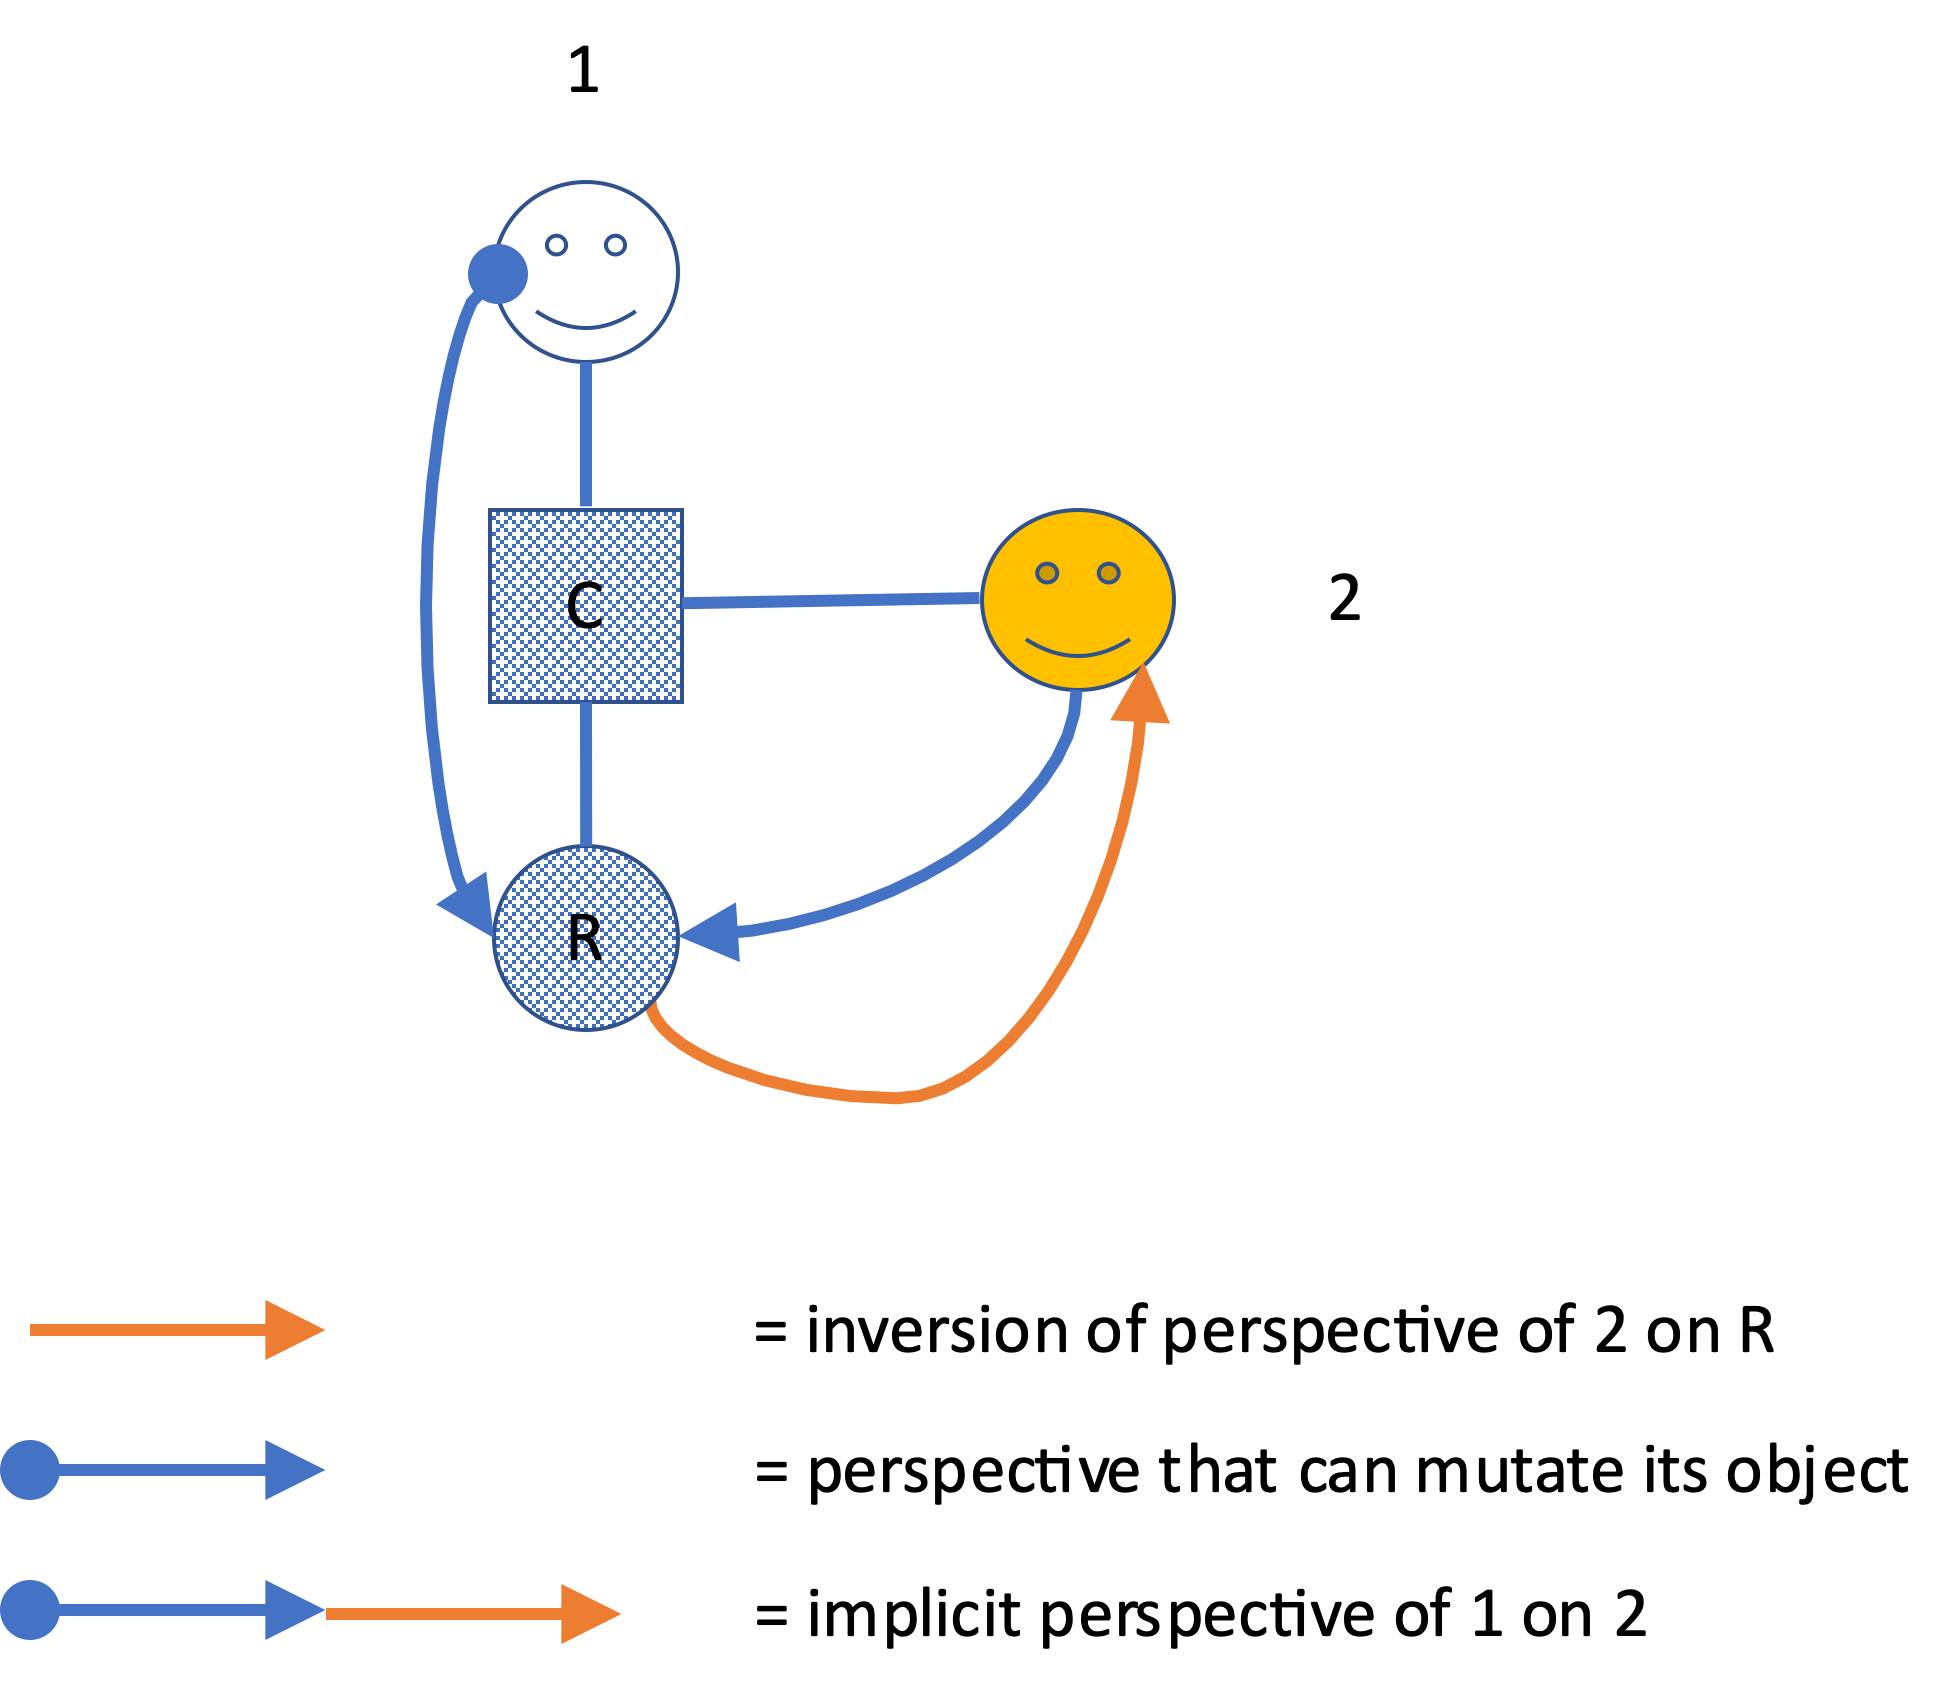 1
C
2
R
= inversion of perspective of 2 on R
= perspective that can mutate its object
= implicit perspective of 1 on 2